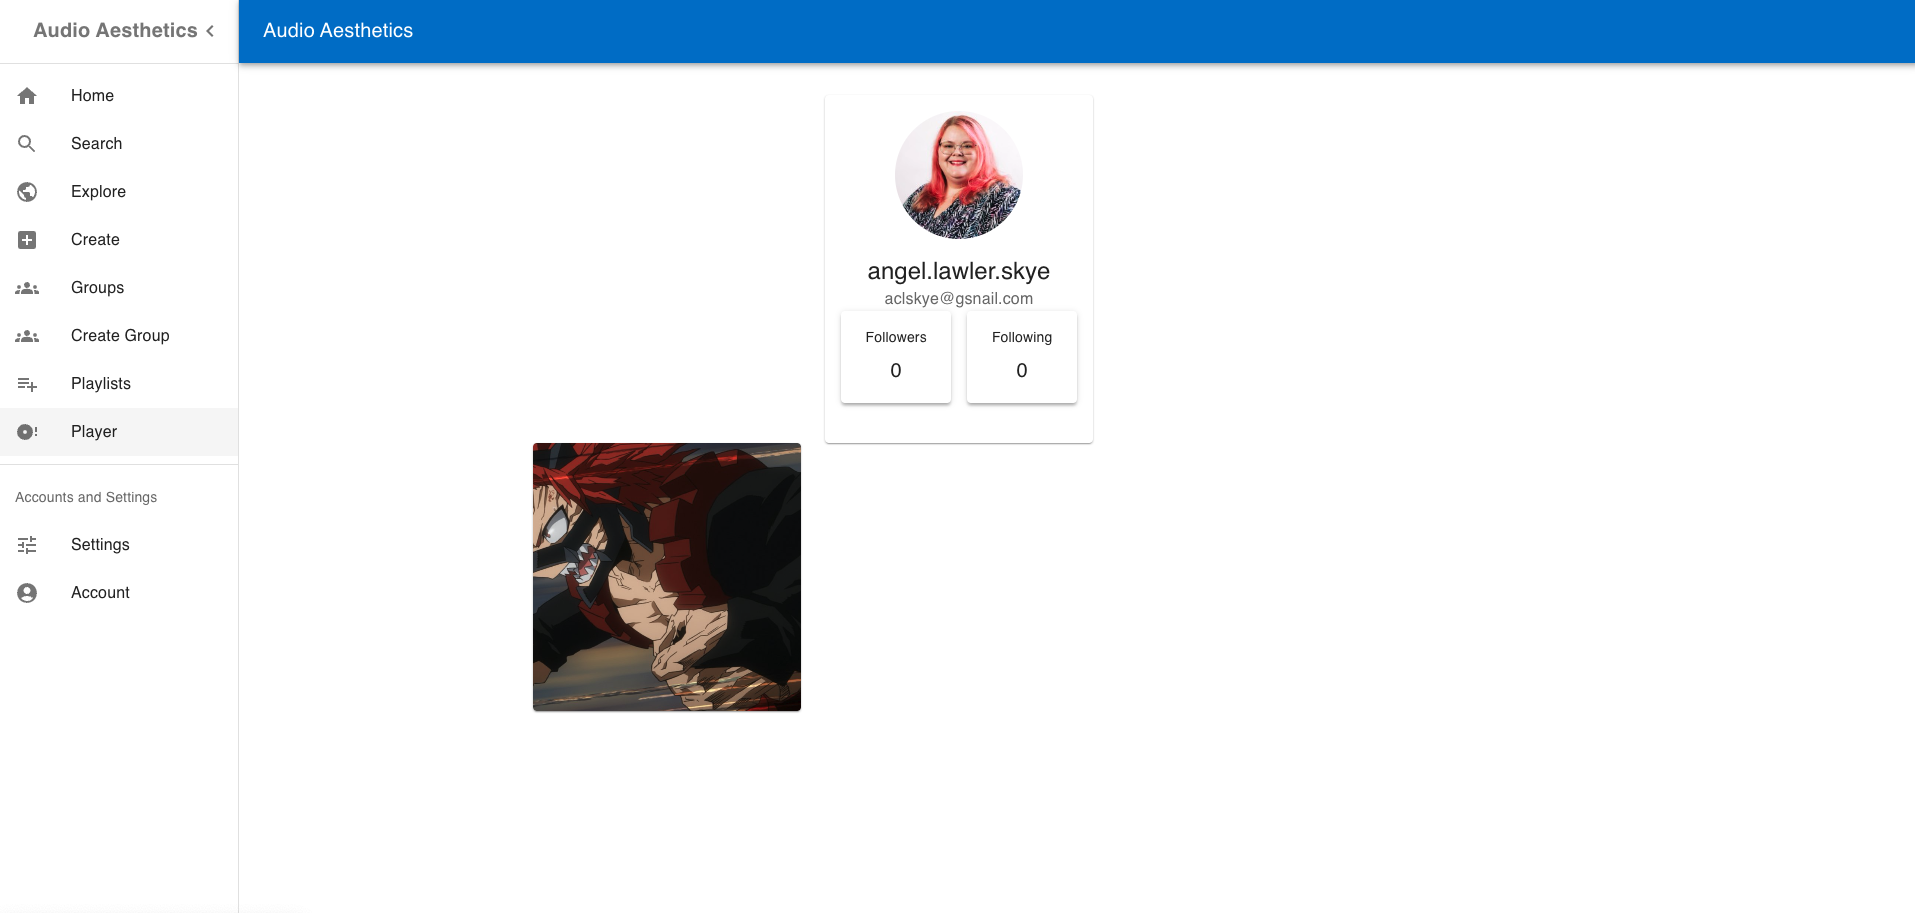 Audio Aesthetics
Audio Aesthetics
Home
Search
Explore
Create
Groups
Create Group
Playlists
Player
Accounts and Settings
Settings
Account
angel.lawler.skye
aclskye@gsnail.com
Followers
0
Following
0